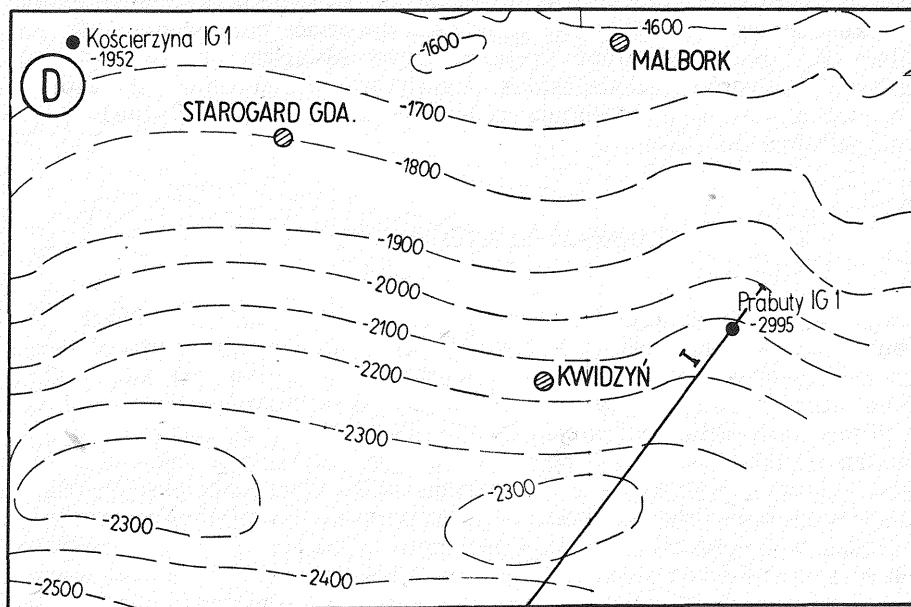 Kościerzyna IG 1
-1952
D
-1600
-1600
MALBORK
-1700
STAROGARD GDA.
-1800
-1900
-2000
Prabuty IG 1
-2995
-2100
-2200
KWIDZYŃ
-2300
-2300
-2300
-2400
-2500